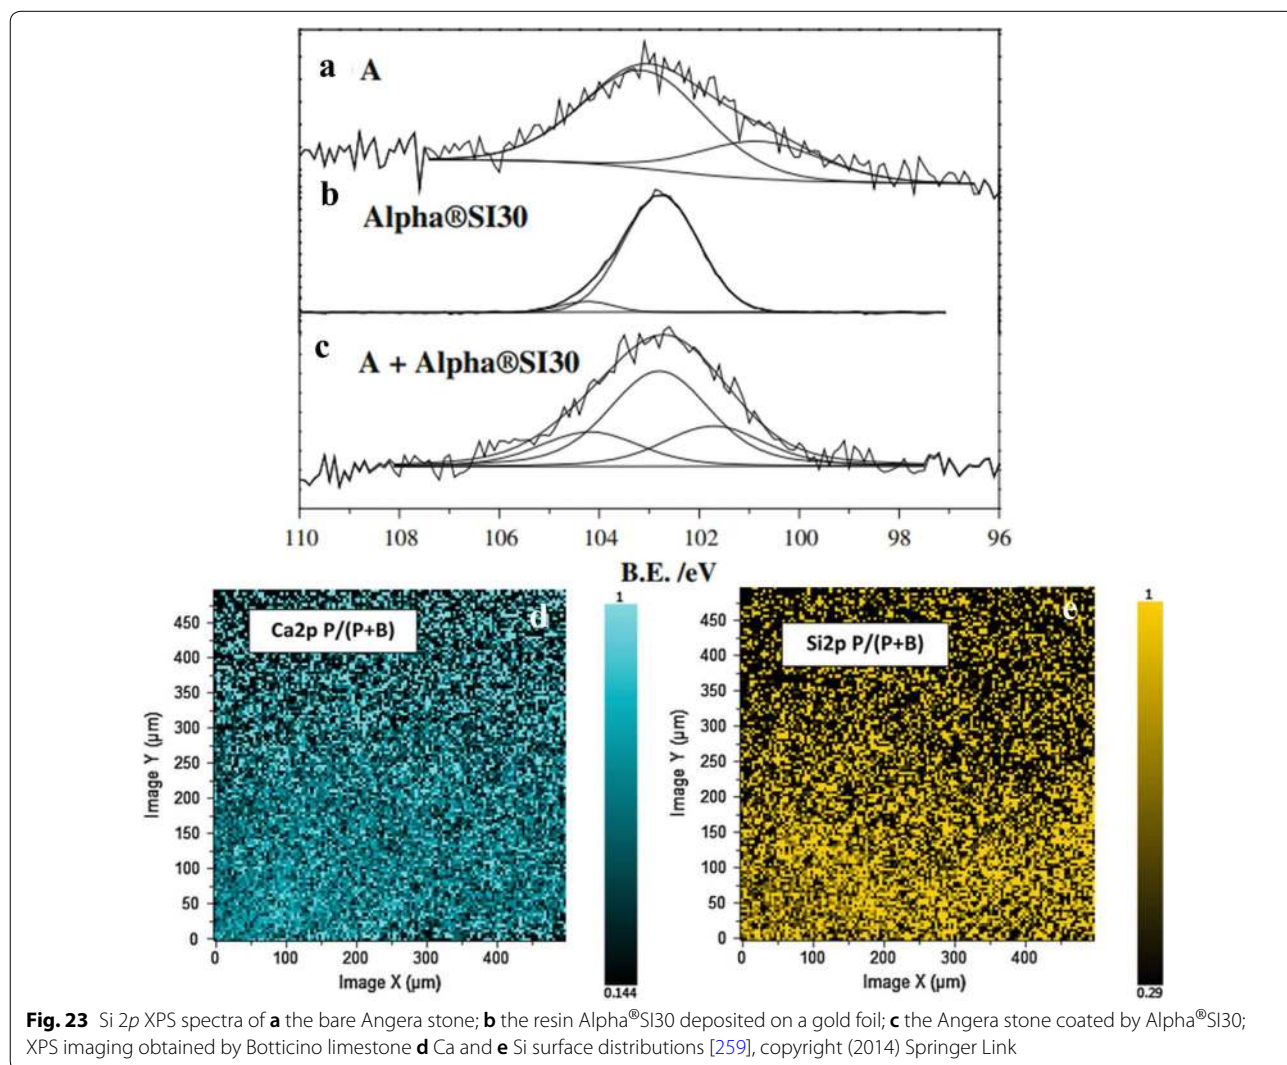 a A
b
Alpha®SI30
c
A + Alpha®SI30
110 108 106 104 102 100 98 96
B.E. /eV
1
d
Ca2p P/(P+B)
450
400
350
300
250
200
150
100
50
0
Image Y (µm)
0 100 200 300 400
Image X (µm)
0.144
1
e
Si2p P/(P+B)
450
400
350
300
250
200
150
100
50
0
Image Y (µm)
0 100 200 300 400
Image X (µm)
0.29
Fig. 23 Si 2p XPS spectra of a the bare Angera stone; b the resin Alpha®SI30 deposited on a gold foil; c the Angera stone coated by Alpha®SI30;
XPS imaging obtained by Botticino limestone d Ca and e Si surface distributions [259], copyright (2014) Springer Link